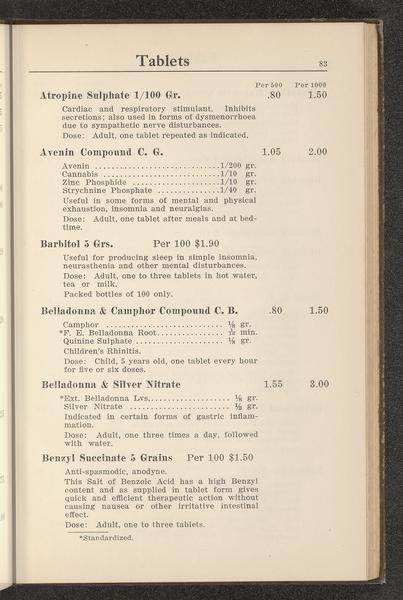 Tablets 83
Per 500 Per 1000
Atropine Sulphate 1/100 Gr. .80 1.50
Cardiac and respiratory stimulant. Inhibits
secretions; also used in forms of dysmenorrhoea
due to sympathetic nerve disturbances.
Dose: Adult, one tablet repeated as indicated.
Avenin Compound C. G. 1.05 2.00
Avenin ..............................1/200 gr.
Cannabis ............................1/10 gr.
Zinc Phosphide .....................1/10 gr.
Strychnine Phosphate ...............1/40 gr.
Useful in some forms of mental and physical
exhaustion, insomnia and neuralgias.
Dose: Adult, one tablet after meals and at bed-
time.
Barbitol 5 Grs. Per 100 $1.90
Useful for producing sleep in simple insomnia,
neurasthenia and other mental disturbances.
Dose: Adult, one to three tablets in hot water,
tea or milk.
Packed bottles of 100 only.
Belladonna & Camphor Compound C. B. .80 1.50
Camphor ............................ ⅛ gr.
*F. E. Belladonna Root................ min.
Quinine Sulphate ..................... ⅛ gr.
Children's Rhinitis.
Dose: Child, 5 years old, one tablet every hour
for five or six doses.
Belladonna & Silver Nitrate 1.55 3.00
*Ext. Belladonna Lvs................... ⅛ gr.
Silver Nitrate ........................ gr.
Indicated in certain forms of gastric inflam-
mation.
Dose: Adult, one three times a day, followed
with water.
Benzyl Succinate 5 Grains Per 100 $1.50
Anti-spasmodic, anodyne.
This Salt of Benzoic Acid has a high Benzyl
content and as supplied in tablet form gives
quick and efficient therapeutic action without
causing nausea or other irritative intestinal
effect.
Dose: Adult, one to three tablets.
*Standardized.